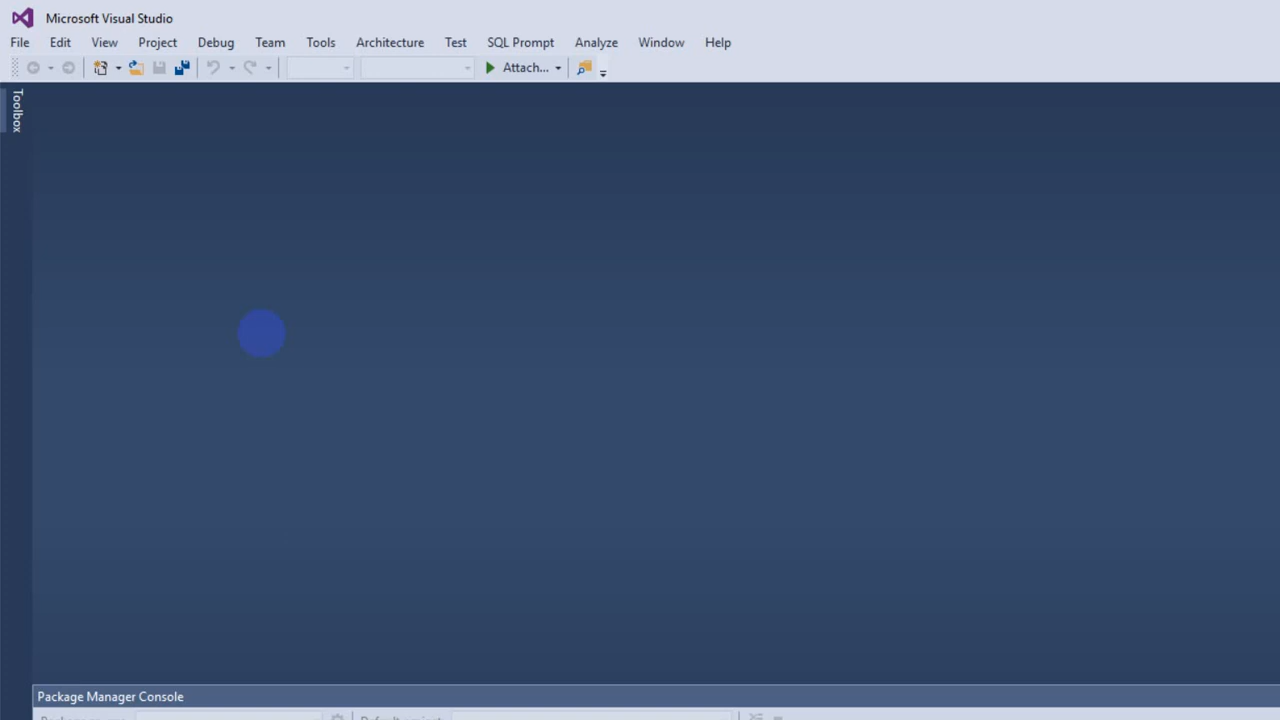 Microsoft Visual Studio
File Edit View Project Debug Team Tools Architecture Test SQL Prompt Analyze Window Help
Attach...
Toolbox
Package Manager Console